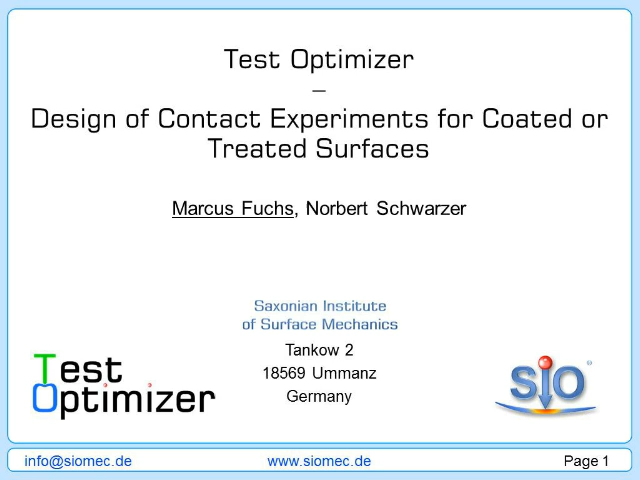 Test Optimizer
–
Design of Contact Experiments for Coated or
Treated Surfaces
Marcus Fuchs, Norbert Schwarzer
Saxonian Institute
of Surface Mechanics
Tankow 2
18569 Ummanz
Germany
Test
Optimizer
SIO®
info@siomec.de
www.siomec.de
Page 1